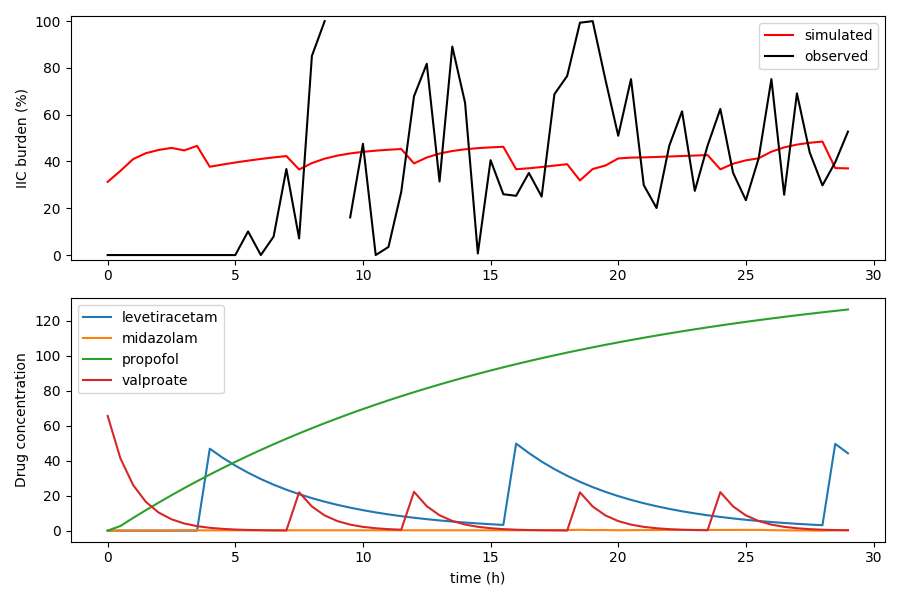 IIC burden (%)
100
80
60
40
20
0
simulated
observed
0 5 10 15 20 25 30
Drug concentration
120
100
80
60
40
20
0
levetiracetam
midazolam
propofol
valproate
0 5 10 15 20 25 30
time (h)